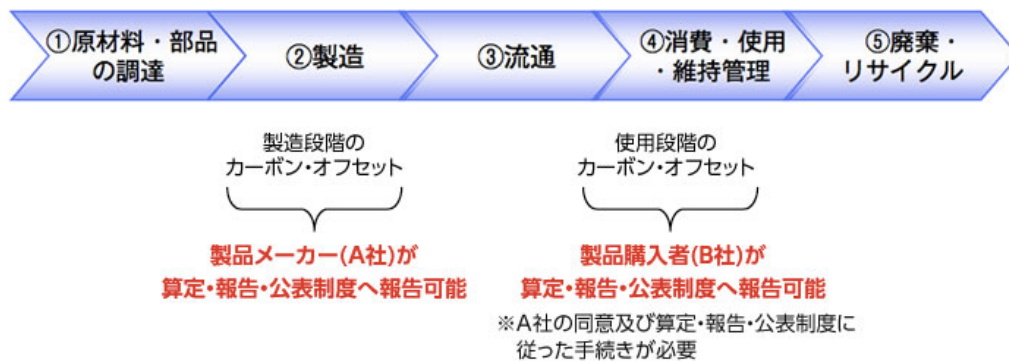 ①原材料・部品
の調達
②製造
③流通
④消費・使用
・維持管理
⑤廃棄・
リサイクル
製造段階の
カーボン・オフセット
製品メーカー(A社)が
算定・報告・公表制度へ報告可能
使用段階の
カーボン・オフセット
製品購入者(B社)が
算定・報告・公表制度へ報告可能
※A社の同意及び算定・報告・公表制度に
従った手続きが必要